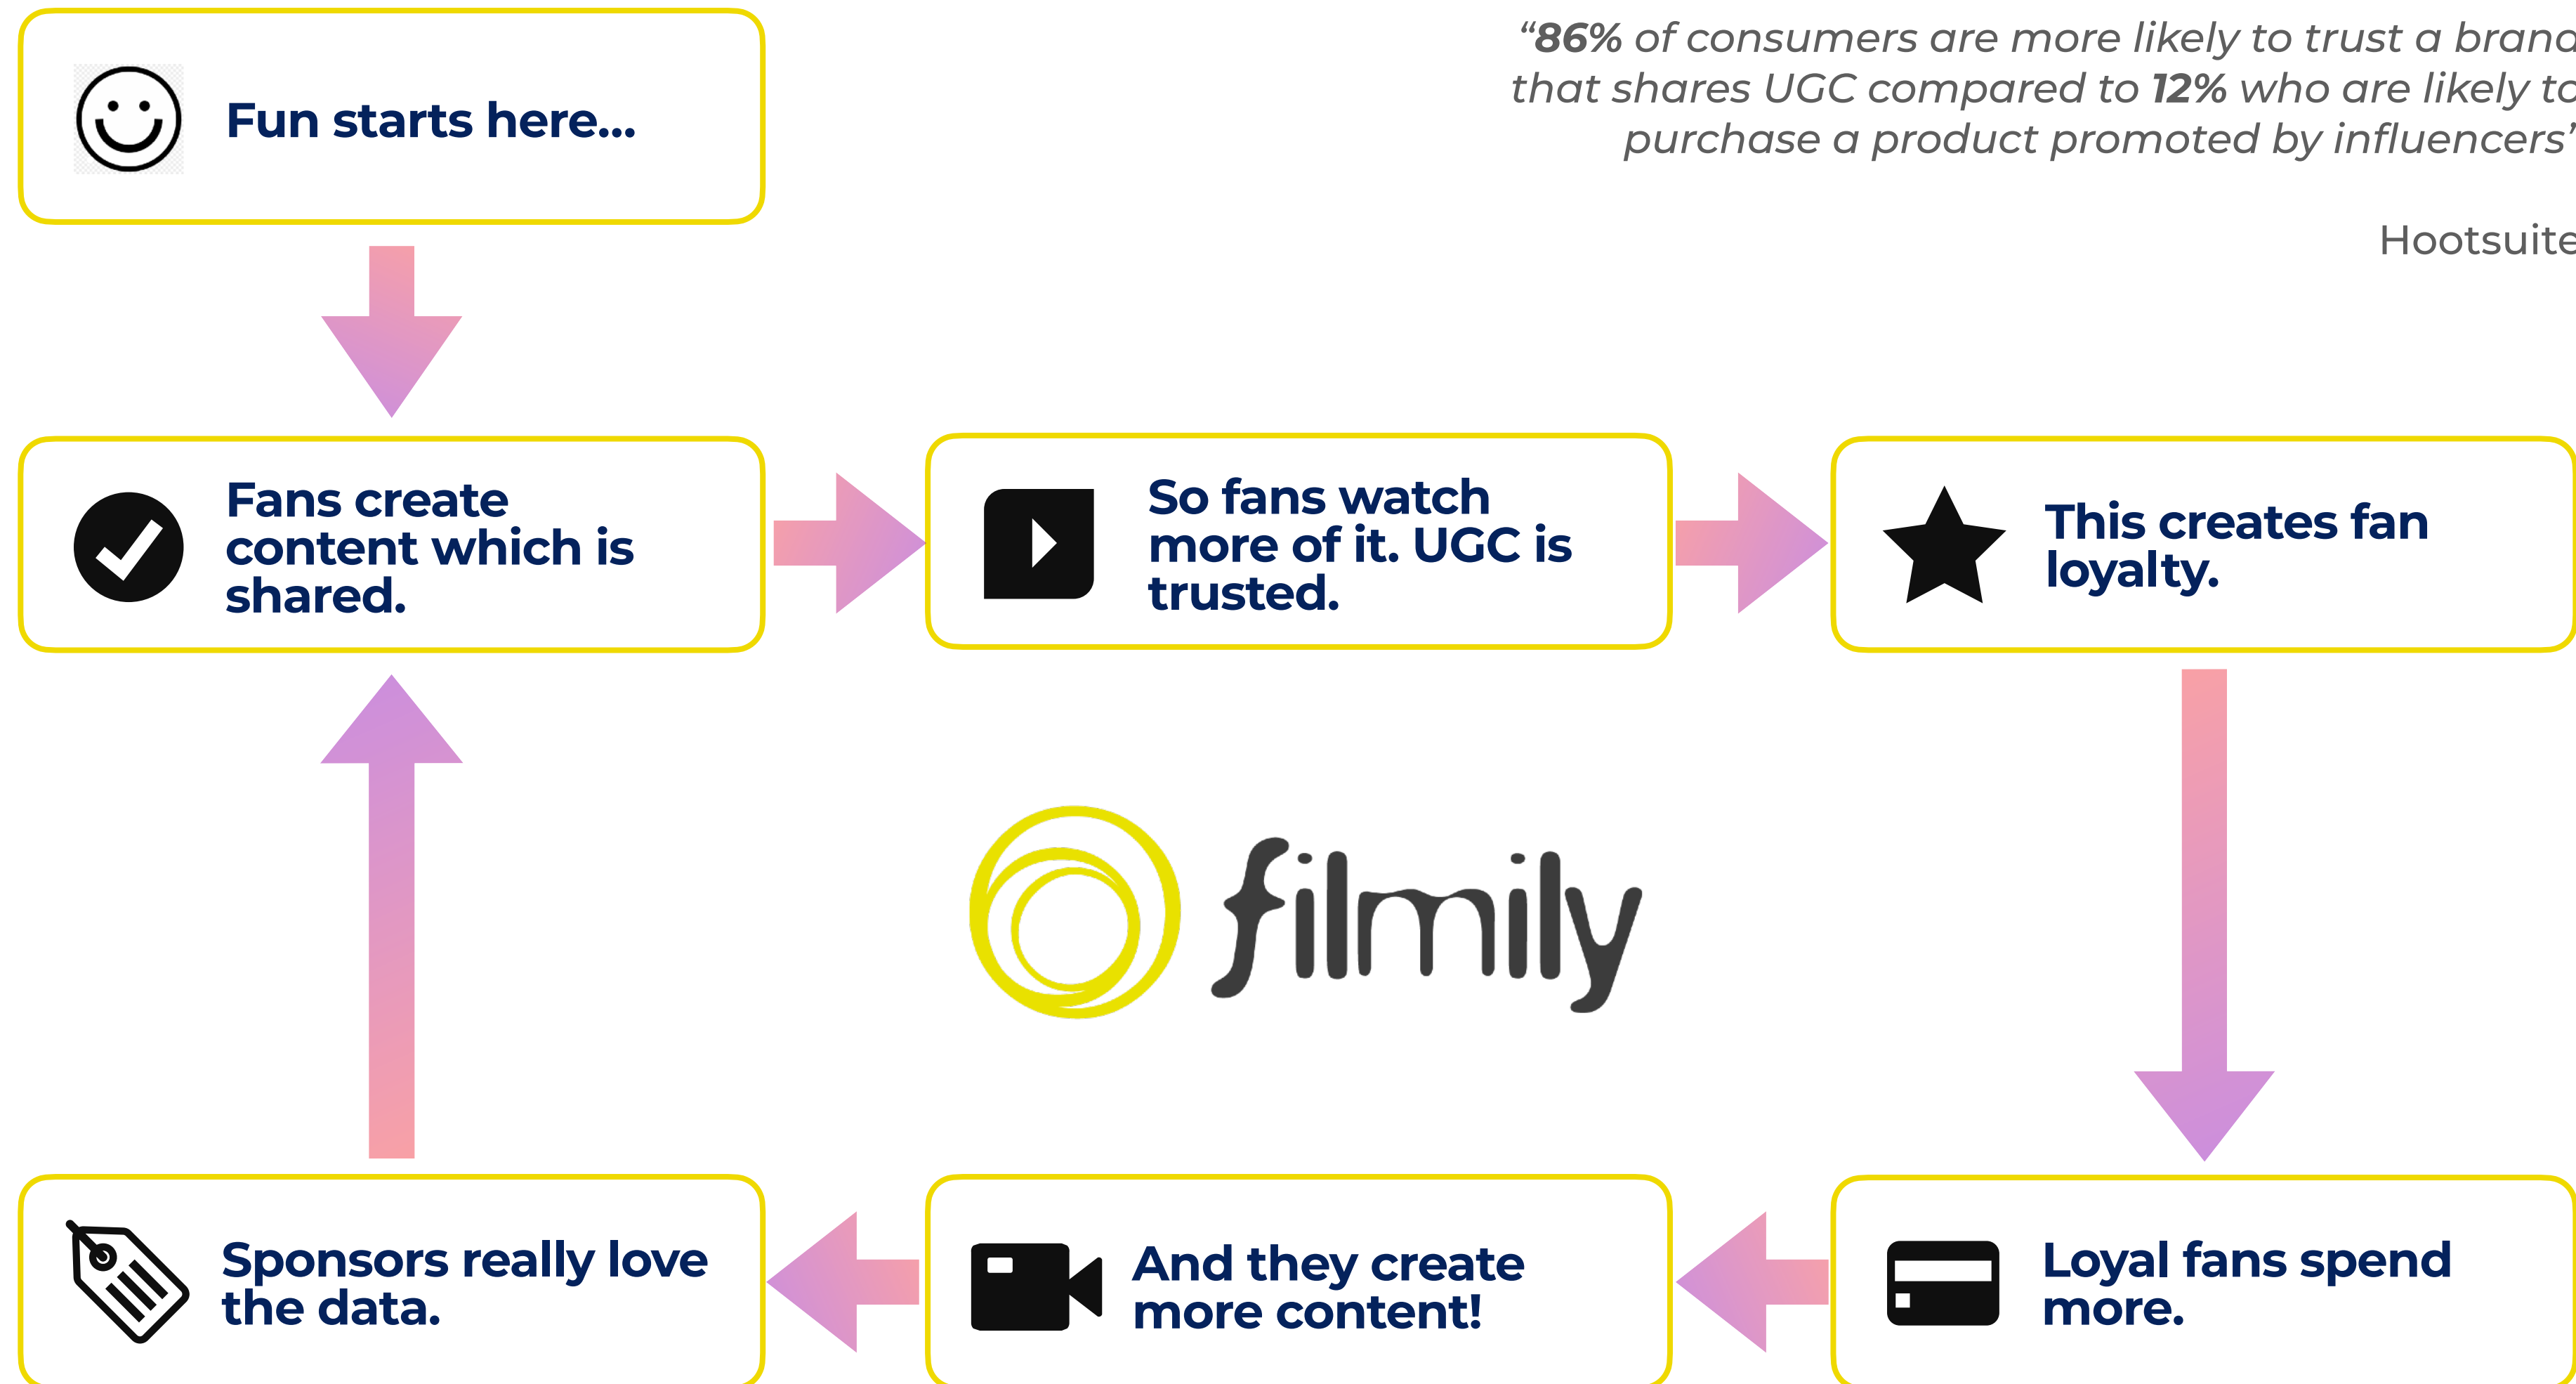 Fun starts here...
“86% of consumers are more likely to trust a brand
that shares UGC compared to 12% who are likely to
purchase a product promoted by influencers”
Hootsuite
Fans create
content which is
shared.
So fans watch
more of it. UGC is
trusted.
This creates fan
loyalty.
filmily
Loyal fans spend
more.
And they create
more content!
Sponsors really love
the data.